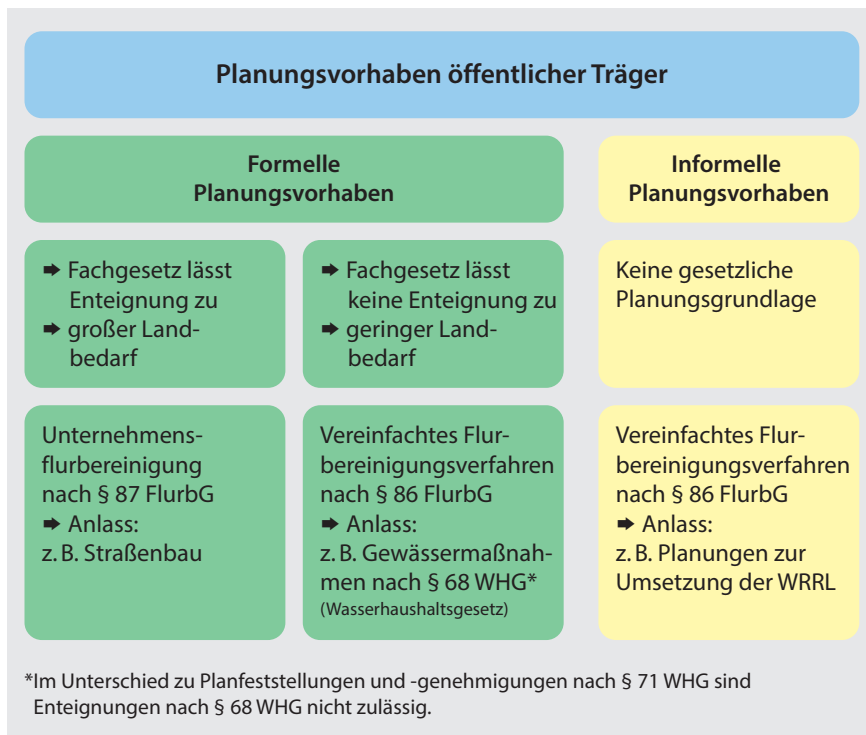 Planungsvorhaben öffentlicher Träger
Formelle
Planungsvorhaben
Informelle
Planungsvorhaben
➡ Fachgesetz lässt
Enteignung zu
➡ großer Land-
bedarf
➡ Fachgesetz lässt
keine Enteignung zu
➡ geringer Land-
bedarf
Keine gesetzliche
Planungsgrundlage
Unternehmens-
flurbereinigung
nach § 87 FlurbG
➡ Anlass:
z. B. Straßenbau
Vereinfachtes Flur-
bereinigungsverfahren
nach § 86 FlurbG
➡ Anlass:
z. B. Gewässermaßnah-
men nach § 68 WHG*
(Wasserhaushaltsgesetz)
Vereinfachtes Flur-
bereinigungsverfahren
nach § 86 FlurbG
➡ Anlass:
z. B. Planungen zur
Umsetzung der WRRL
*Im Unterschied zu Planfeststellungen und -genehmigungen nach § 71 WHG sind
Enteignungen nach § 68 WHG nicht zulässig.